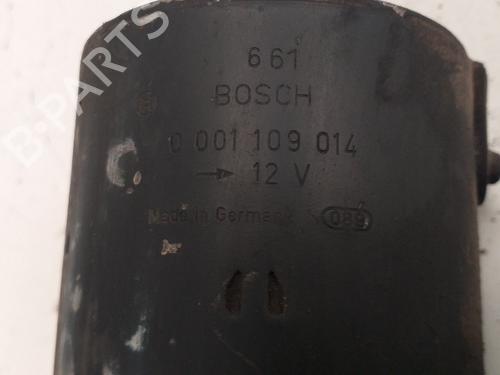 661
BOSCH
0 001 109 014
→ 12 V
Made in Germany
089
B-PARTS